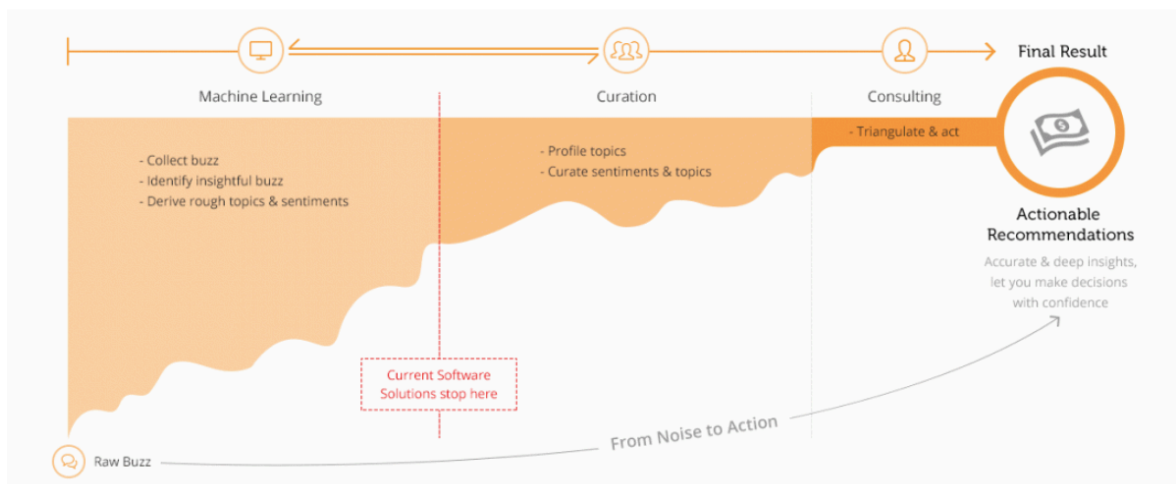 Final Result
Machine Learning
Curation
Consulting
- Collect buzz
- Identify insightful buzz
- Derive rough topics & sentiments
- Profile topics
- Curate sentiments & topics
- Triangulate & act
Actionable
Recommendations
Accurate & deep insights,
let you make decisions
with confidence
Current Software
Solutions stop here
From Noise to Action
Raw Buzz